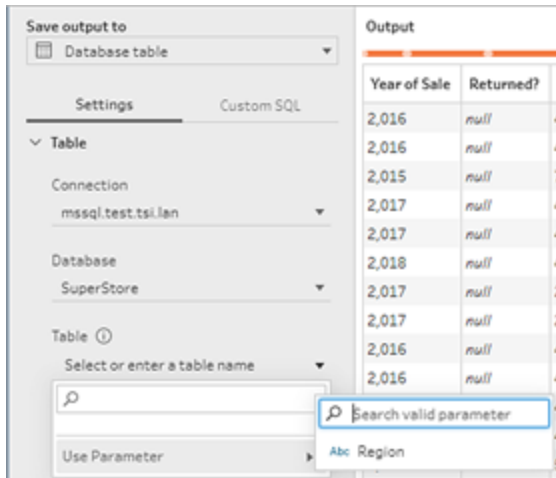 Save output to
Database table
Settings Custom SQL
Table
Connection
mssql.test.tsi.lan
Database
SuperStore
Table
Select or enter a table name
Use Parameter
Output
Year of Sale Returned?
2,016 null
2,016 null
2,015 null
2,017 null
2,017 null
2,018 null
2,017 null
2,017 null
2,016 null
2,016 null
Search valid parameter
Abc Region